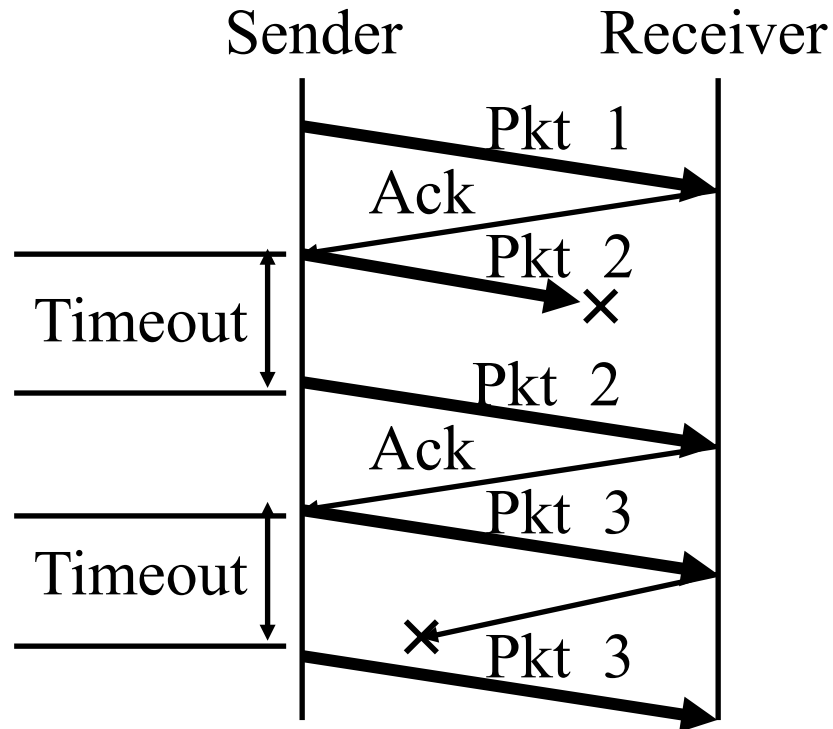 Sender Receiver
Pkt 1
Ack
Pkt 2
Timeout
Pkt 2
Ack
Pkt 3
Timeout
Pkt 3